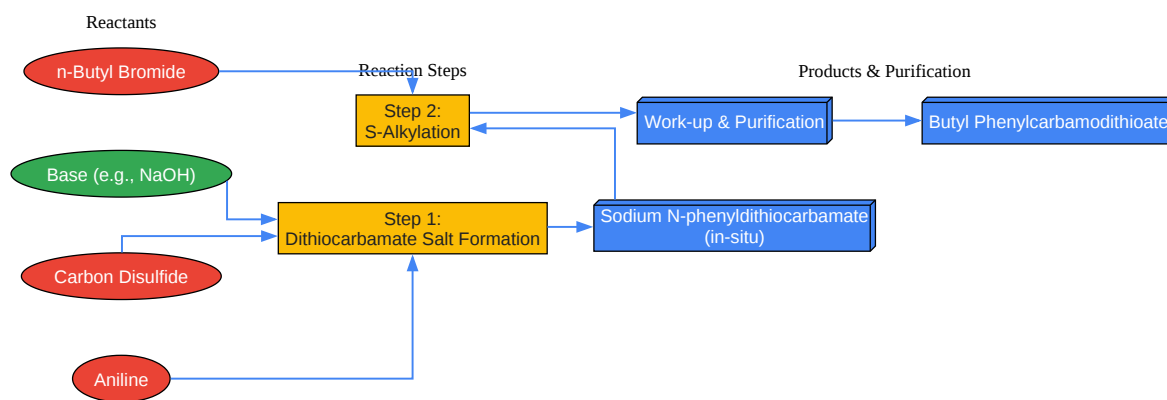 Reactants
n-Butyl Bromide
Reaction Steps
Products & Purification
Step 2:
S-Alkylation
Work-up & Purification
Butyl Phenylcarbamodithioate
Base (e.g., NaOH)
Step 1:
Dithiocarbamate Salt Formation
Sodium N-phenyldithiocarbamate
(in-situ)
Carbon Disulfide
Aniline